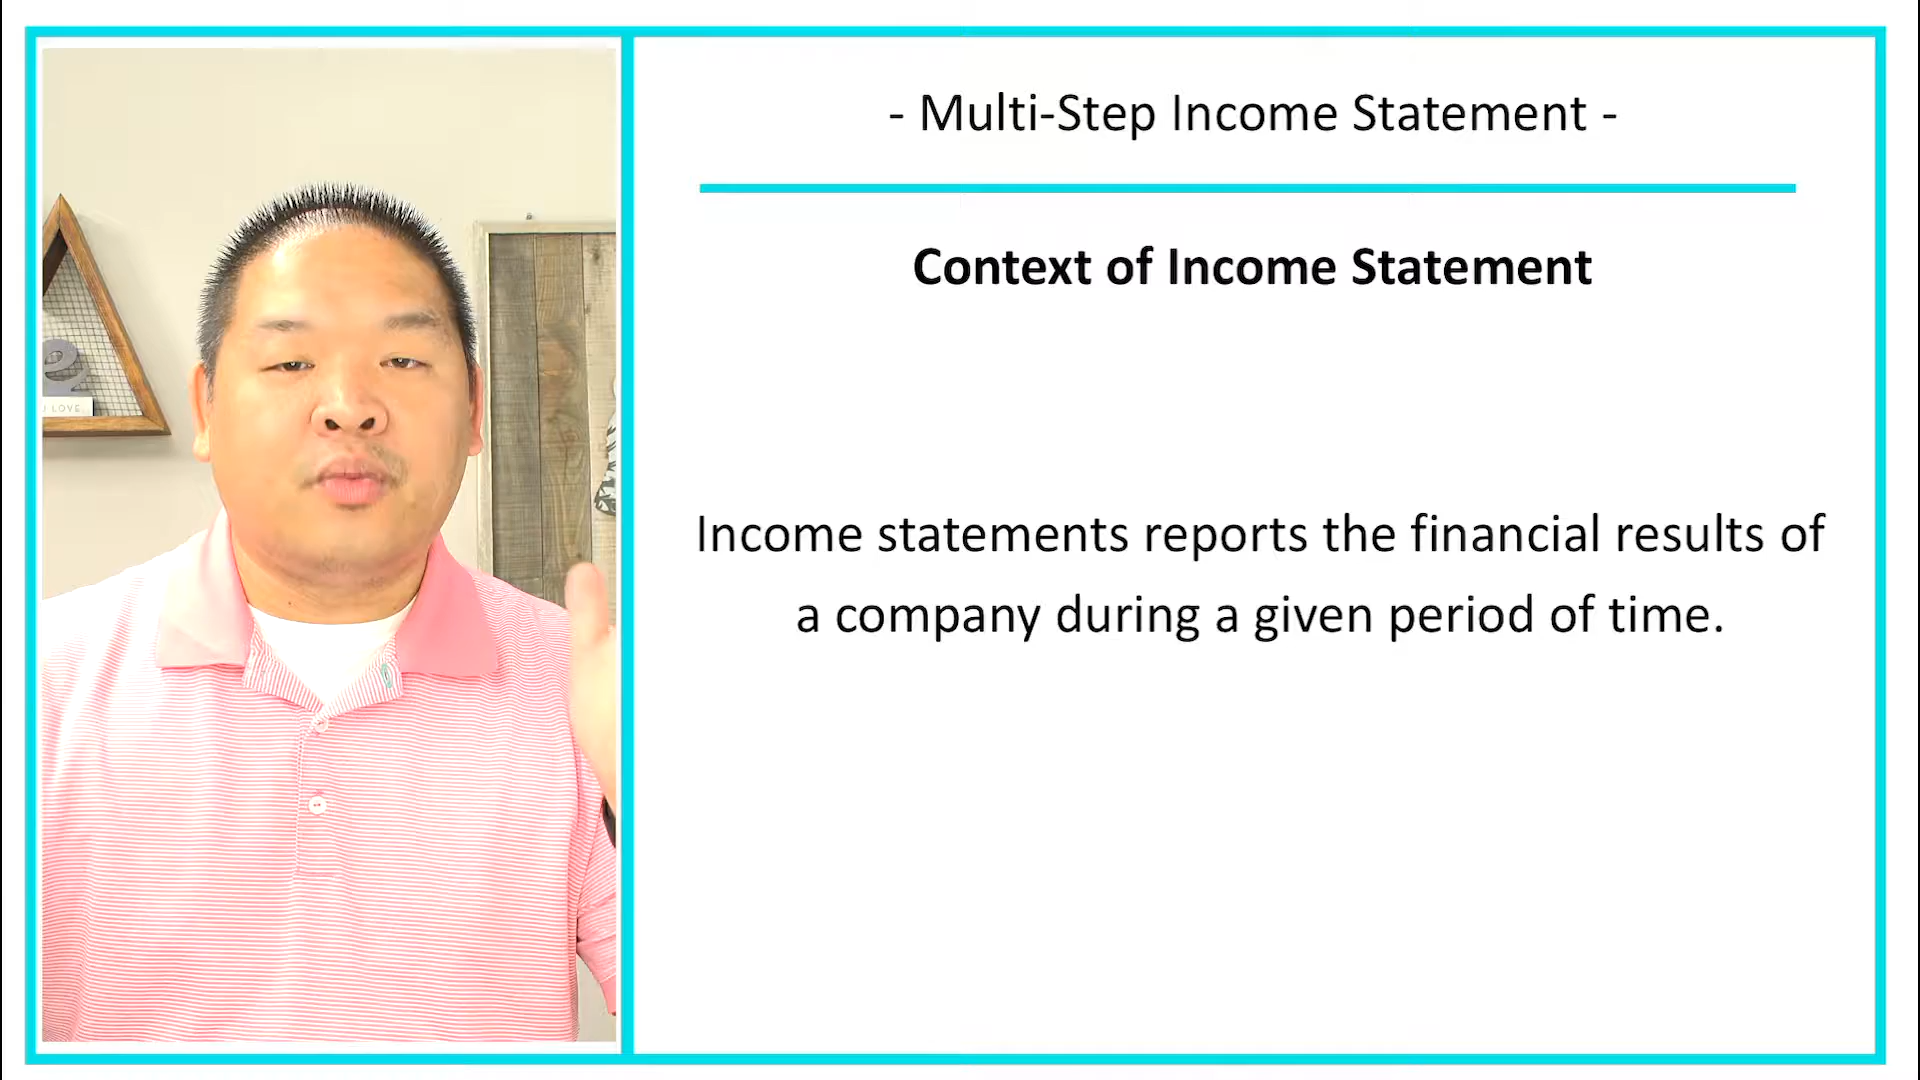 - Multi-Step Income Statement -
Context of Income Statement
Income statements reports the financial results of
a company during a given period of time.
e
LOVE.